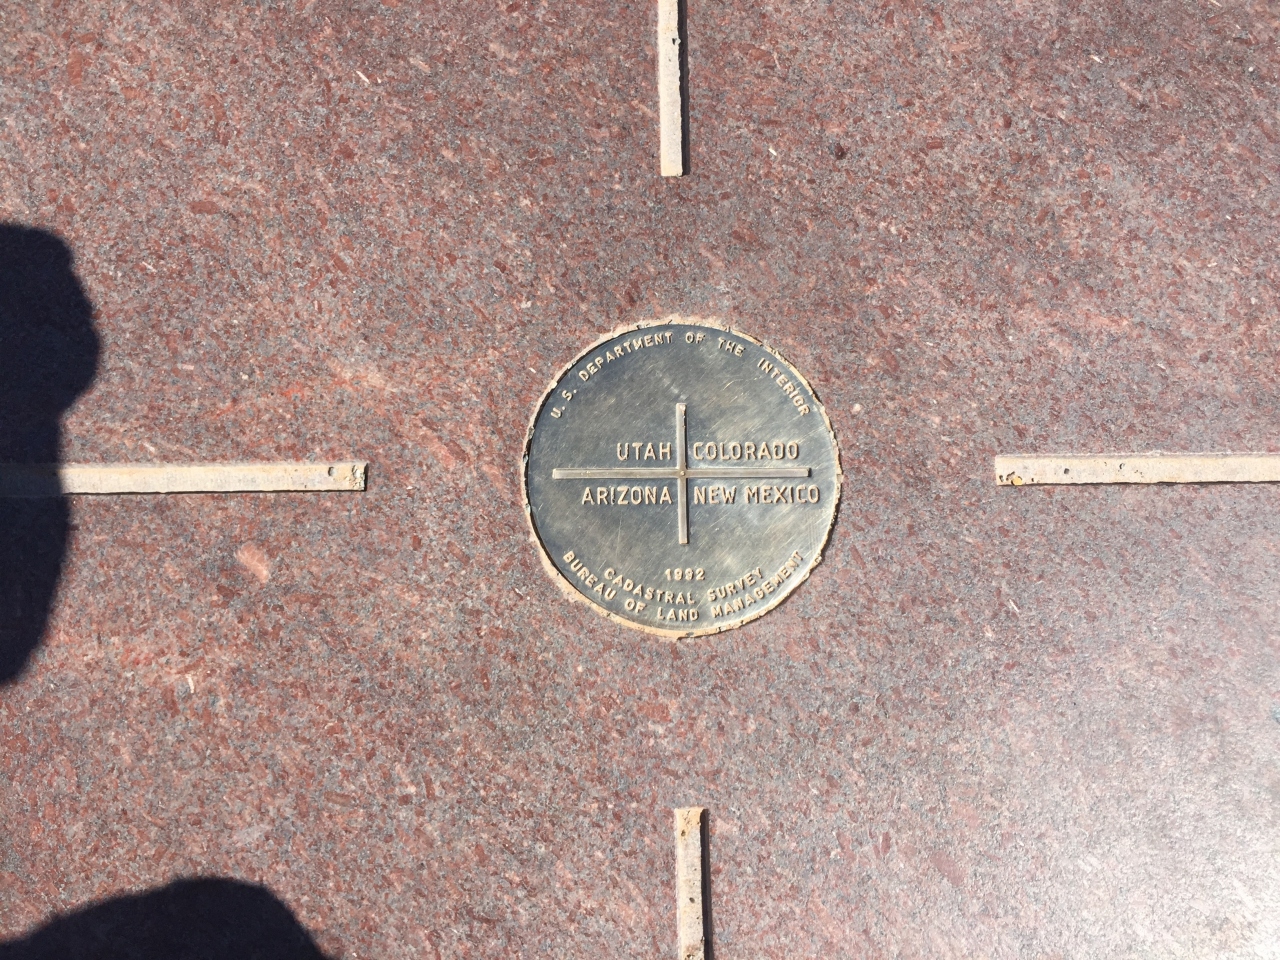 U.S. DEPARTMENT OF THE INTERIOR
UTAH COLORADO
ARIZONA NEW MEXICO
1992
CADASTRAL SURVEY
BUREAU OF LAND MANAGEMENT